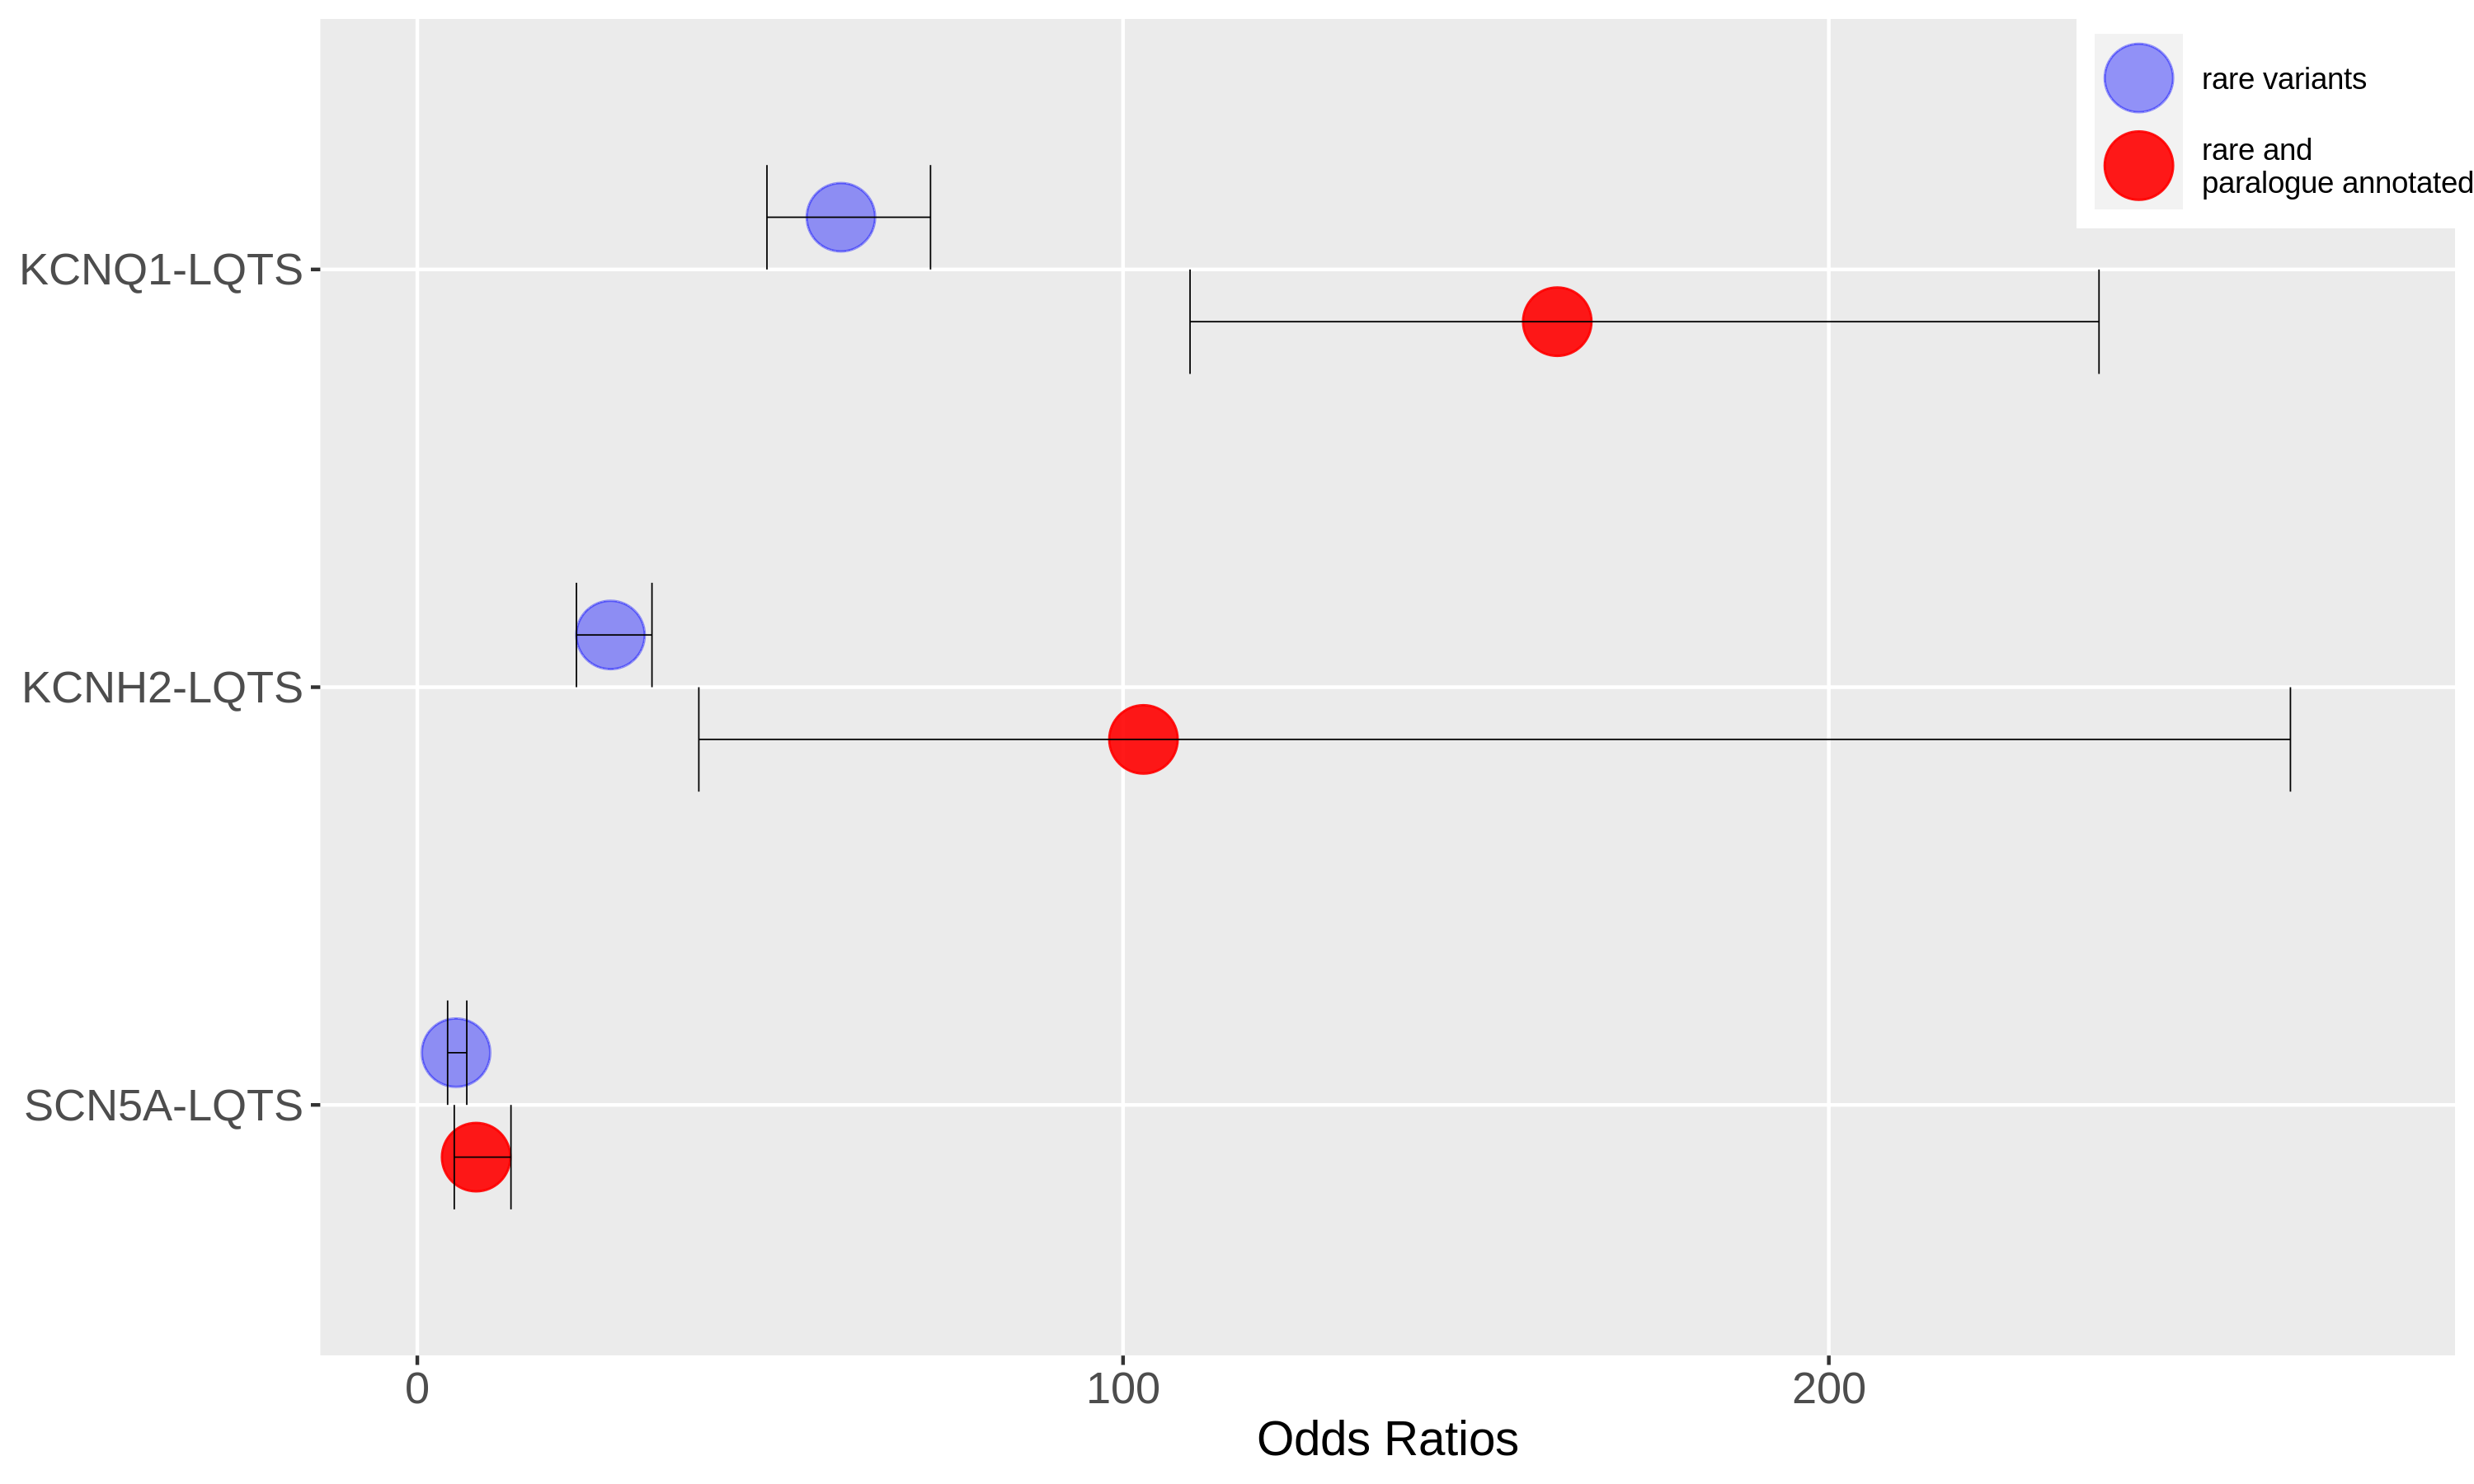 rare variants
rare and
paralogue annotated
KCNQ1-LQTS
KCNH2-LQTS
SCN5A-LQTS
0 100 200
Odds Ratios